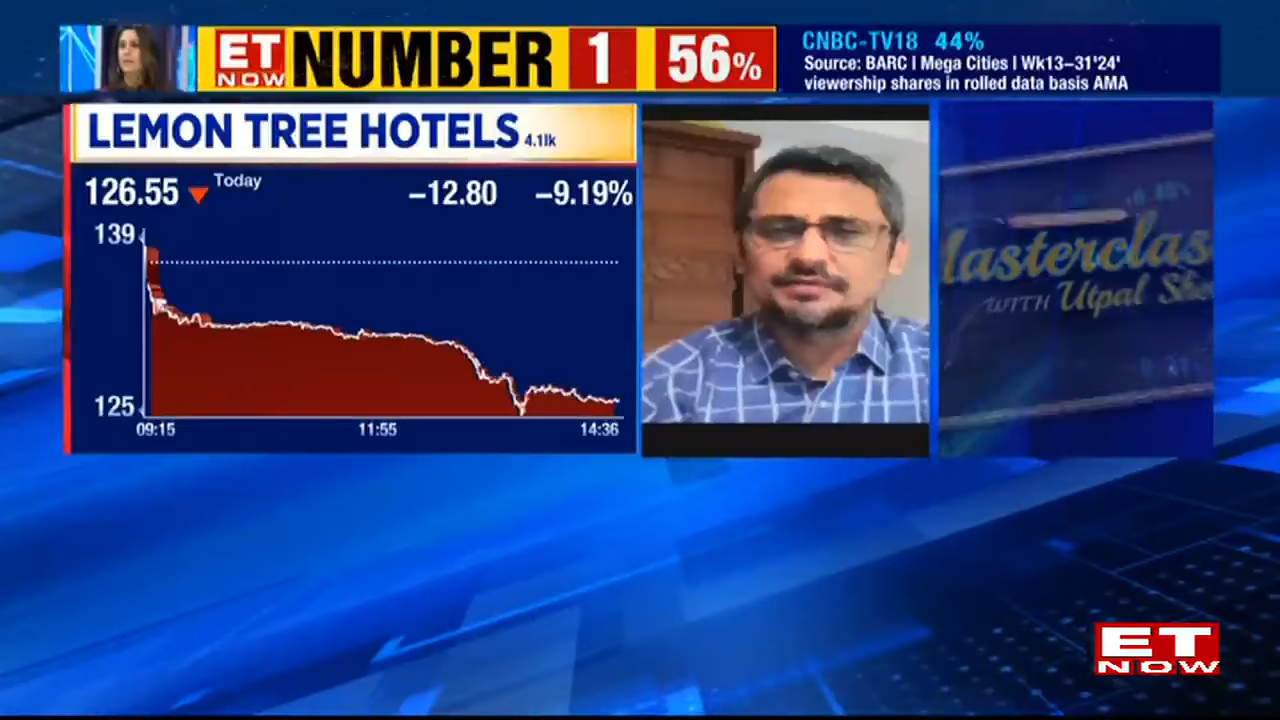 ET NOW NUMBER 1 56%
CNBC-TV18 44%
Source: BARC I Mega Cities I Wk13-31'24'
viewership shares in rolled data basis AMA
LEMON TREE HOTELS
126.55 Today -12.80 -9.19%
139
125
09:15 11:55 14:36
WITH Utpal
ET
NOW